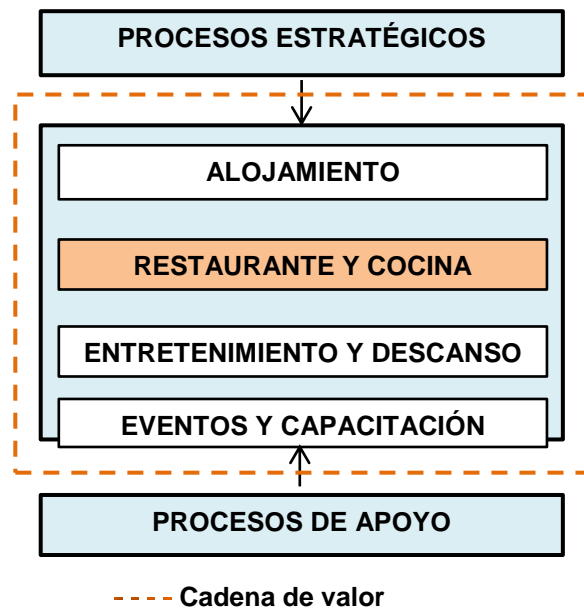 PROCESOS ESTRATÉGICOS
ALOJAMIENTO
RESTAURANTE Y COCINA
ENTRETENIMIENTO Y DESCANSO
EVENTOS Y CAPACITACIÓN
PROCESOS DE APOYO
Cadena de valor